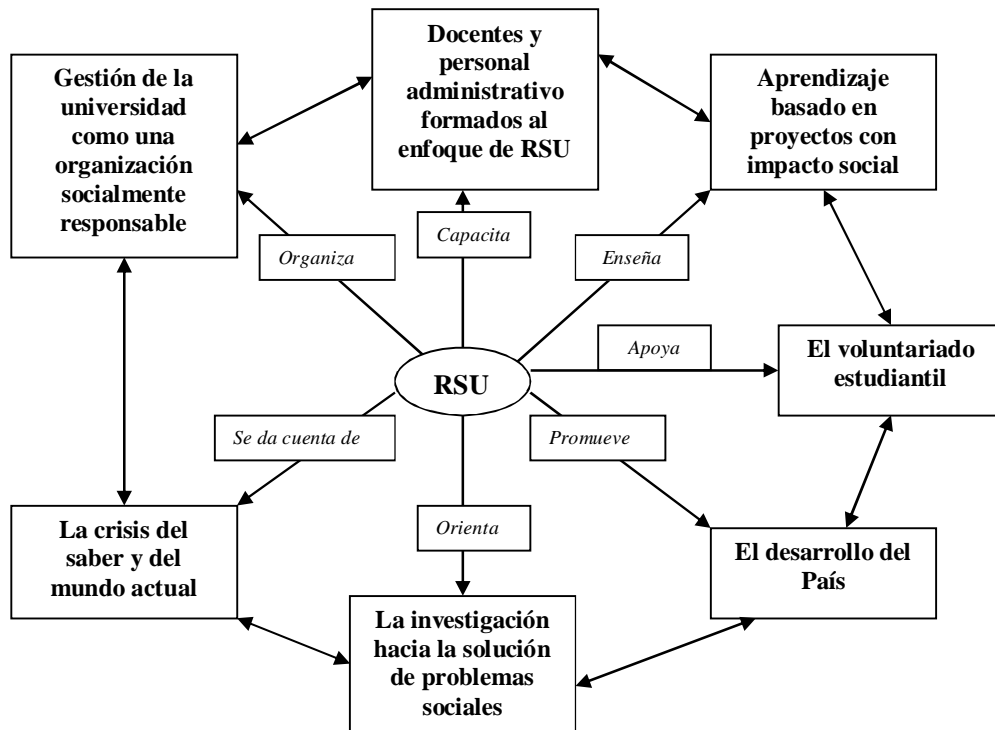 Gestión de la
universidad
como una
organización
socialmente
responsable
Docentes y
personal
administrativo
formados al
enfoque de RSU
Aprendizaje
basado en
proyectos con
impacto social
Organiza
Capacita
Enseña
RSU
Apoya
El voluntariado
estudiantil
Se da cuenta de
Promueve
Orienta
La crisis del
saber y del
mundo actual
La investigación
hacia la solución
de problemas
sociales
El desarrollo del
País